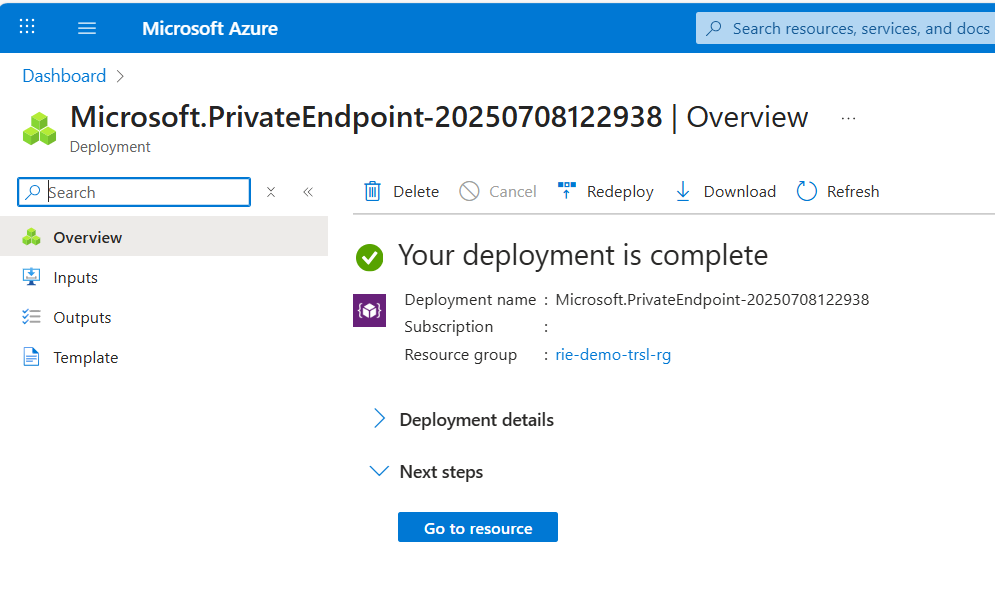 Microsoft Azure
Search resources, services, and docs
Dashboard
Microsoft.PrivateEndpoint-20250708122938 | Overview ...
Deployment
Search
Delete Cancel Redeploy Download Refresh
Overview
Inputs
Outputs
Template
Your deployment is complete
Deployment name : Microsoft.PrivateEndpoint-20250708122938
Subscription :
Resource group : rie-demo-trsl-rg
Deployment details
Next steps
Go to resource